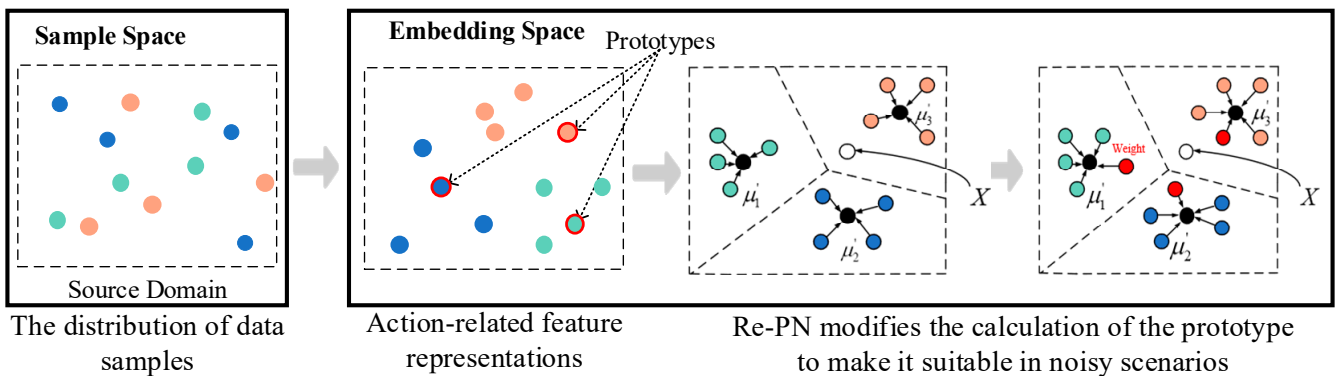 Sample Space
Source Domain
The distribution of data
samples
Embedding Space
Prototypes
Action-related feature
representations
μ′₁
μ′₂
μ′₃
X
Weight
μ′₁
μ′₂
μ′₃
X
Re-PN modifies the calculation of the prototype
to make it suitable in noisy scenarios